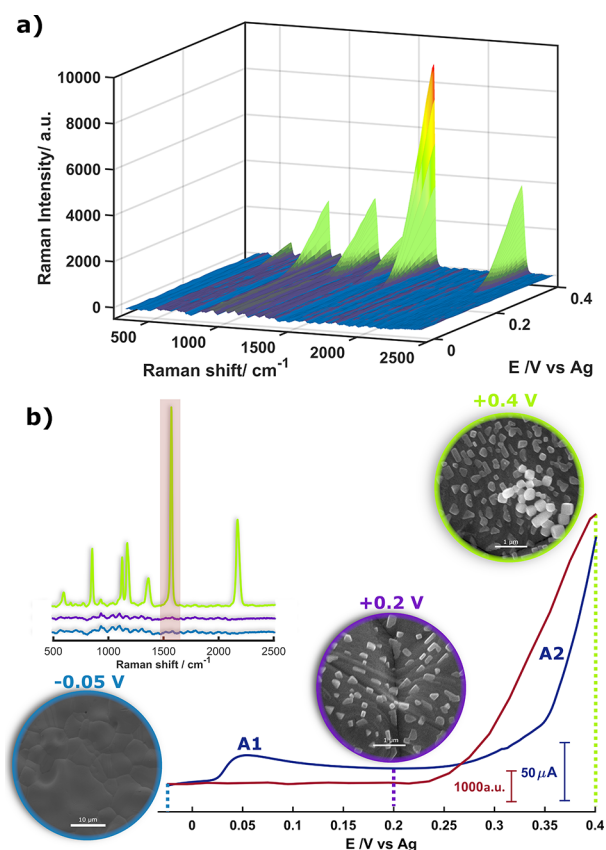 a)
10000
8000
6000
4000
2000
0
Raman Intensity/ a.u.
500
1000
1500
2000
2500
Raman shift/ cm⁻¹
0
0.2
0.4
E /V vs Ag
b)
+0.4 V
1 µm
500 1000 1500 2000 2500
Raman shift / cm⁻¹
+0.2 V
1 µm
-0.05 V
10 µm
A1
A2
1000a.u.
50 µA
0 0.05 0.1 0.15 0.2 0.25 0.3 0.35 0.4
E /V vs Ag